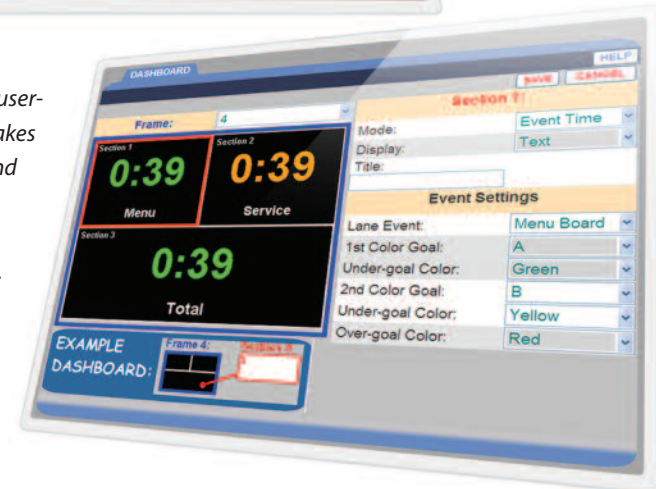 user-
akes
nd
.
DASHBOARD
HELP
SAVE CANCEL
Frame: 4
Section 1
0:39
Menu
Section 2
0:39
Service
Section 3
0:39
Total
EXAMPLE
DASHBOARD:
Frame 4:
Section 1:
Mode: Event Time
Display: Text
Title:
Event Settings
Lane Event: Menu Board
1st Color Goal: A
Under-goal Color: Green
2nd Color Goal: B
Under-goal Color: Yellow
Over-goal Color: Red